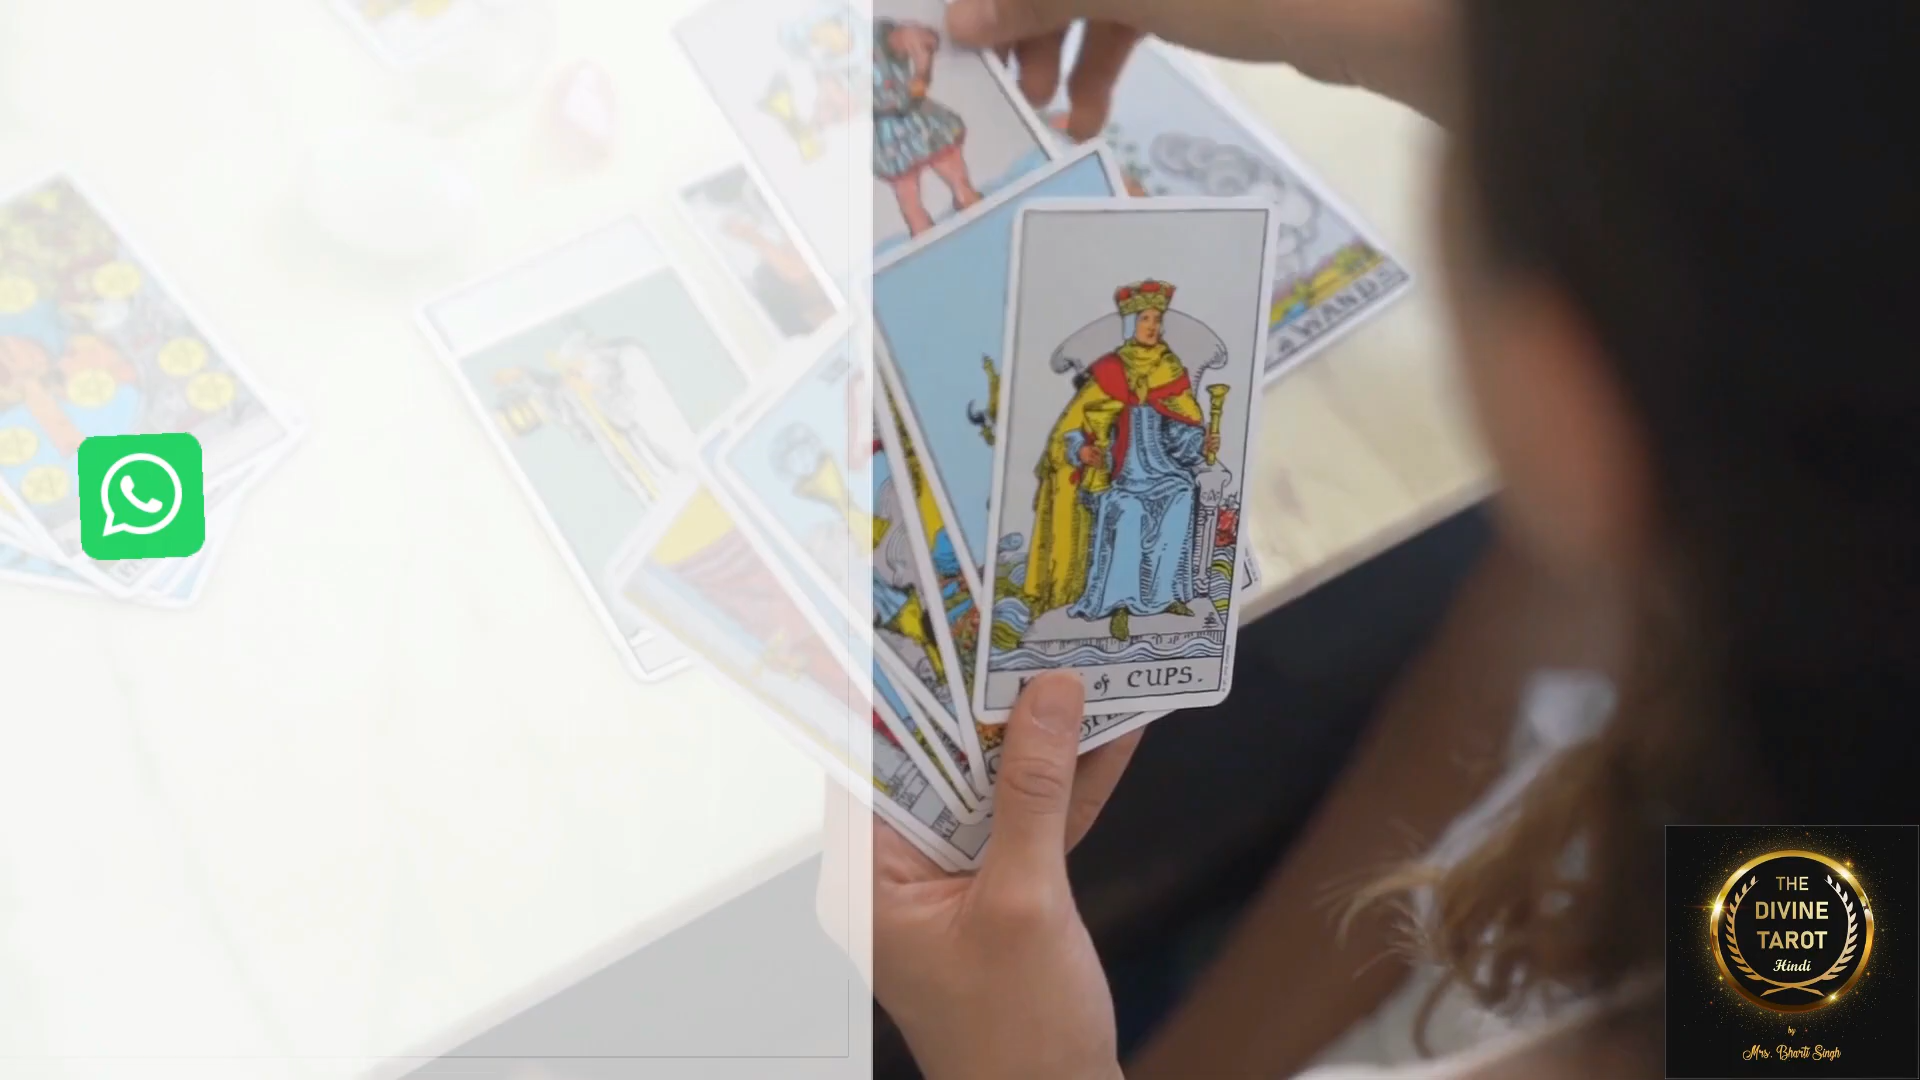 WANDS
of CUPS.
THE
DIVINE
TAROT
Hindi
by
Mrs. Bharti Singh